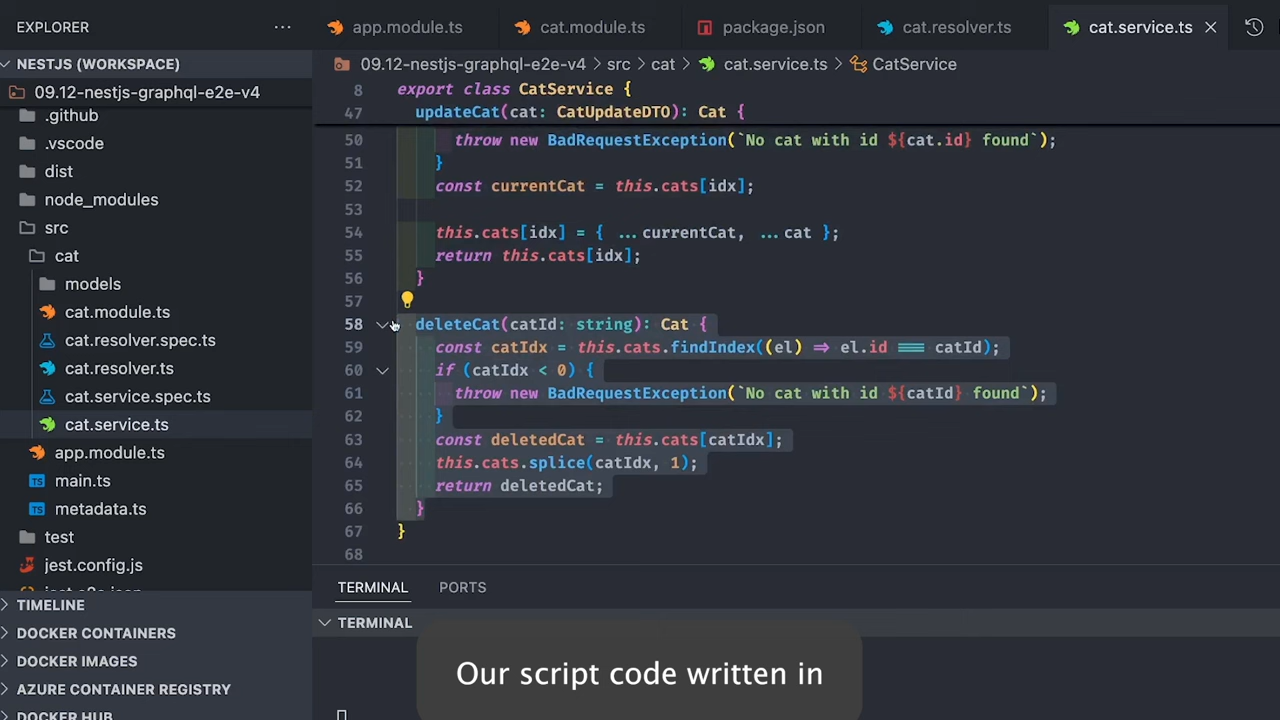 EXPLORER
NESTJS (WORKSPACE)
09.12-nestjs-graphql-e2e-v4
.github
.vscode
dist
node_modules
src
cat
models
cat.module.ts
cat.resolver.spec.ts
cat.resolver.ts
cat.service.spec.ts
cat.service.ts
app.module.ts
TS main.ts
TS metadata.ts
test
jest.config.js
TIMELINE
DOCKER CONTAINERS
DOCKER IMAGES
AZURE CONTAINER REGISTRY
DOCKER HUB
app.module.ts cat.module.ts package.json cat.resolver.ts cat.service.ts
09.12-nestjs-graphql-e2e-v4 > src > cat > cat.service.ts > CatService
8 export class CatService {
47 updateCat(cat: CatUpdateDTO): Cat {
50 throw new BadRequestException(`No cat with id ${cat.id} found`);
51 }
52 const currentCat = this.cats[idx];
53
54 this.cats[idx] = { ...currentCat, ...cat };
55 return this.cats[idx];
56 }
57
58 deleteCat(catId: string): Cat {
59 const catIdx = this.cats.findIndex((el) => el.id === catId);
60 if (catIdx < 0) {
61 throw new BadRequestException(`No cat with id ${catId} found`);
62 }
63 const deletedCat = this.cats[catIdx];
64 this.cats.splice(catIdx, 1);
65 return deletedCat;
66 }
67 }
68
TERMINAL PORTS
TERMINAL
Our script code written in